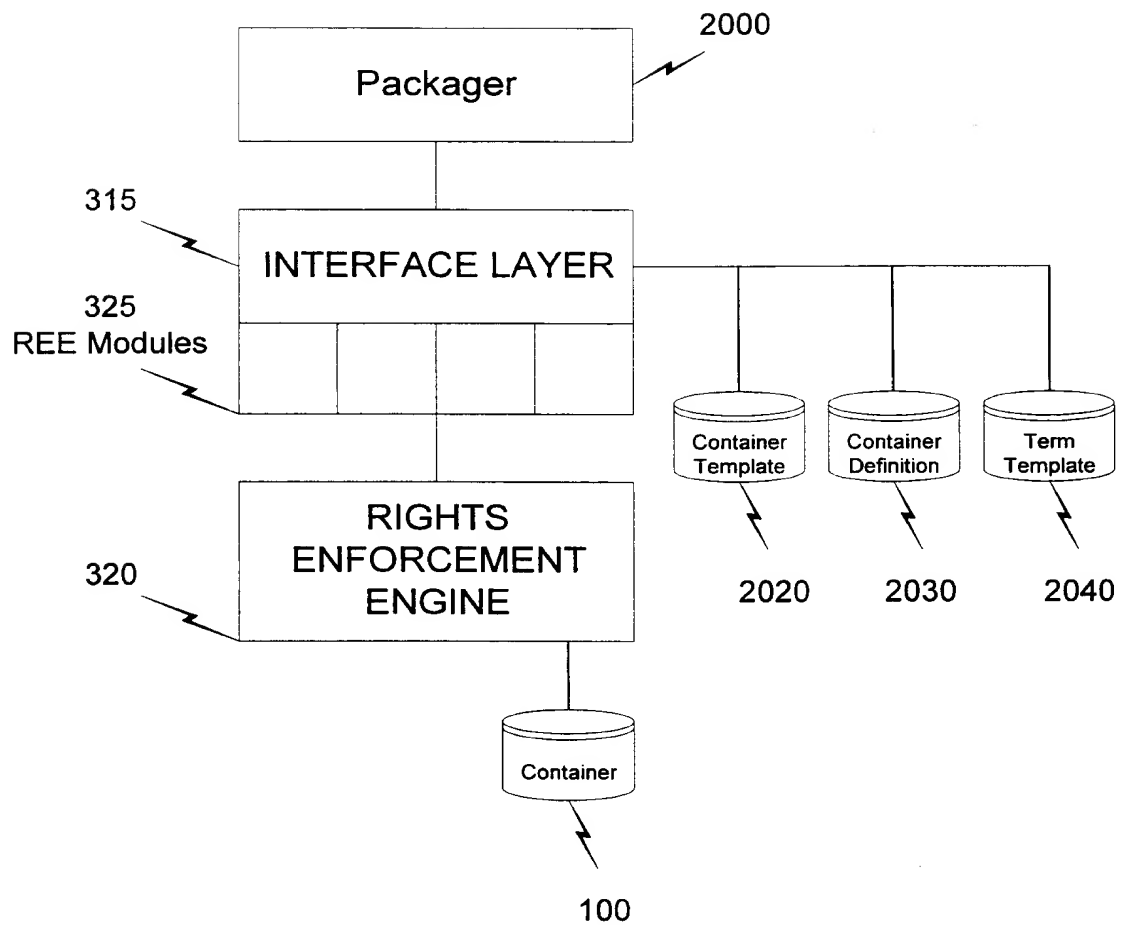 2000
Packager
315
INTERFACE LAYER
325
REE Modules
Container
Template
Container
Definition
Term
Template
RIGHTS
ENFORCEMENT
ENGINE
320
2020
2030
2040
Container
100